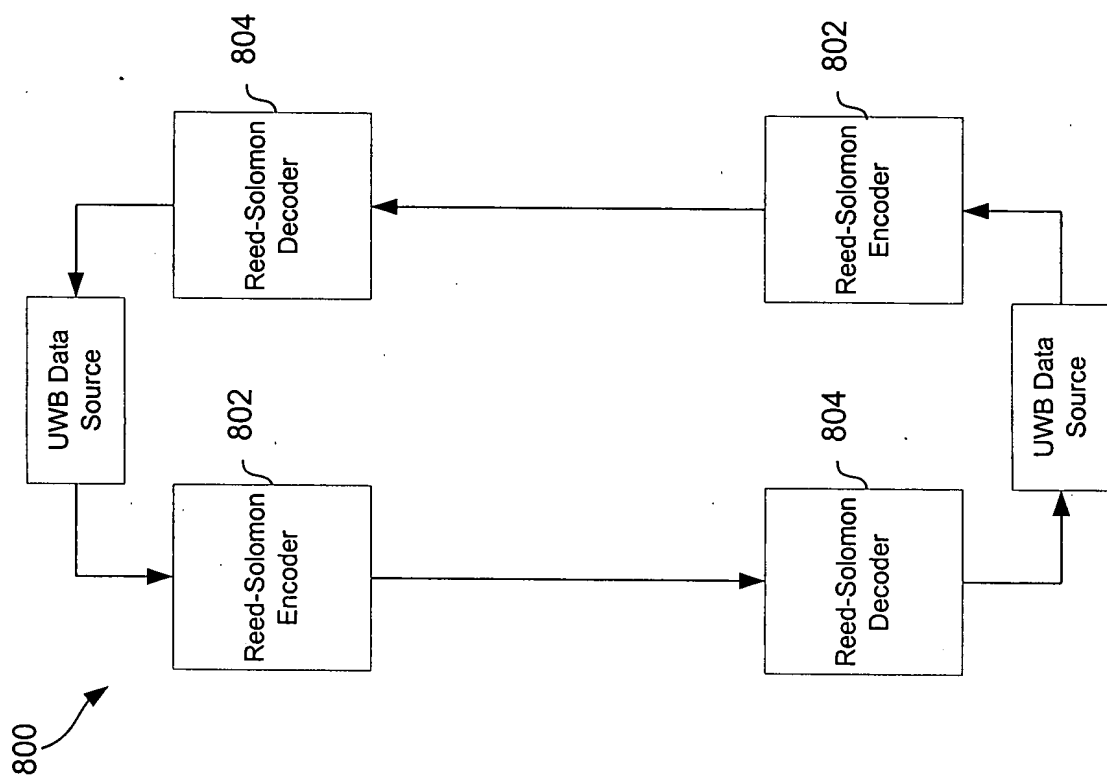 800
UWB Data
Source
802
Reed-Solomon
Encoder
804
Reed-Solomon
Decoder
Reed-Solomon
Decoder
804
Reed-Solomon
Encoder
802
UWB Data
Source